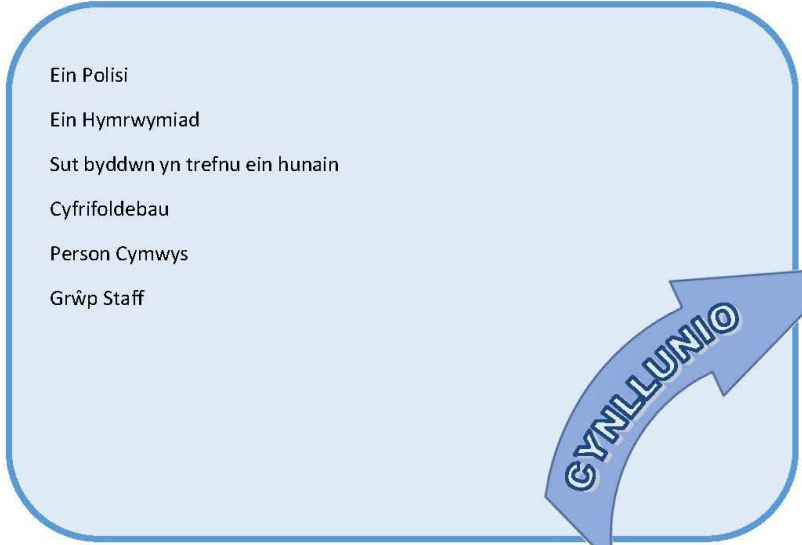 Ein Polisi
Ein Hymrwymiad
Sut byddwn yn trefnu ein hunain
Cyfrifoldebau
Person Cymwys
Grŵp Staff
CYNLLUNIO